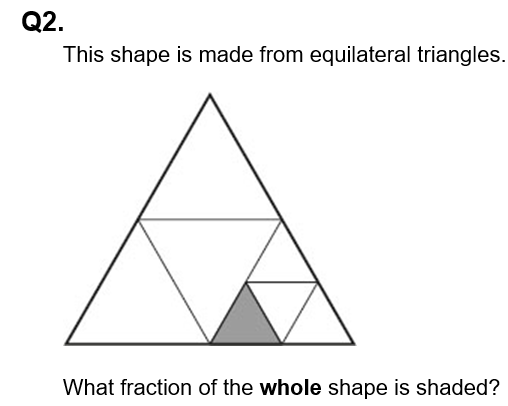 Q2.
This shape is made from equilateral triangles.
What fraction of the whole shape is shaded?